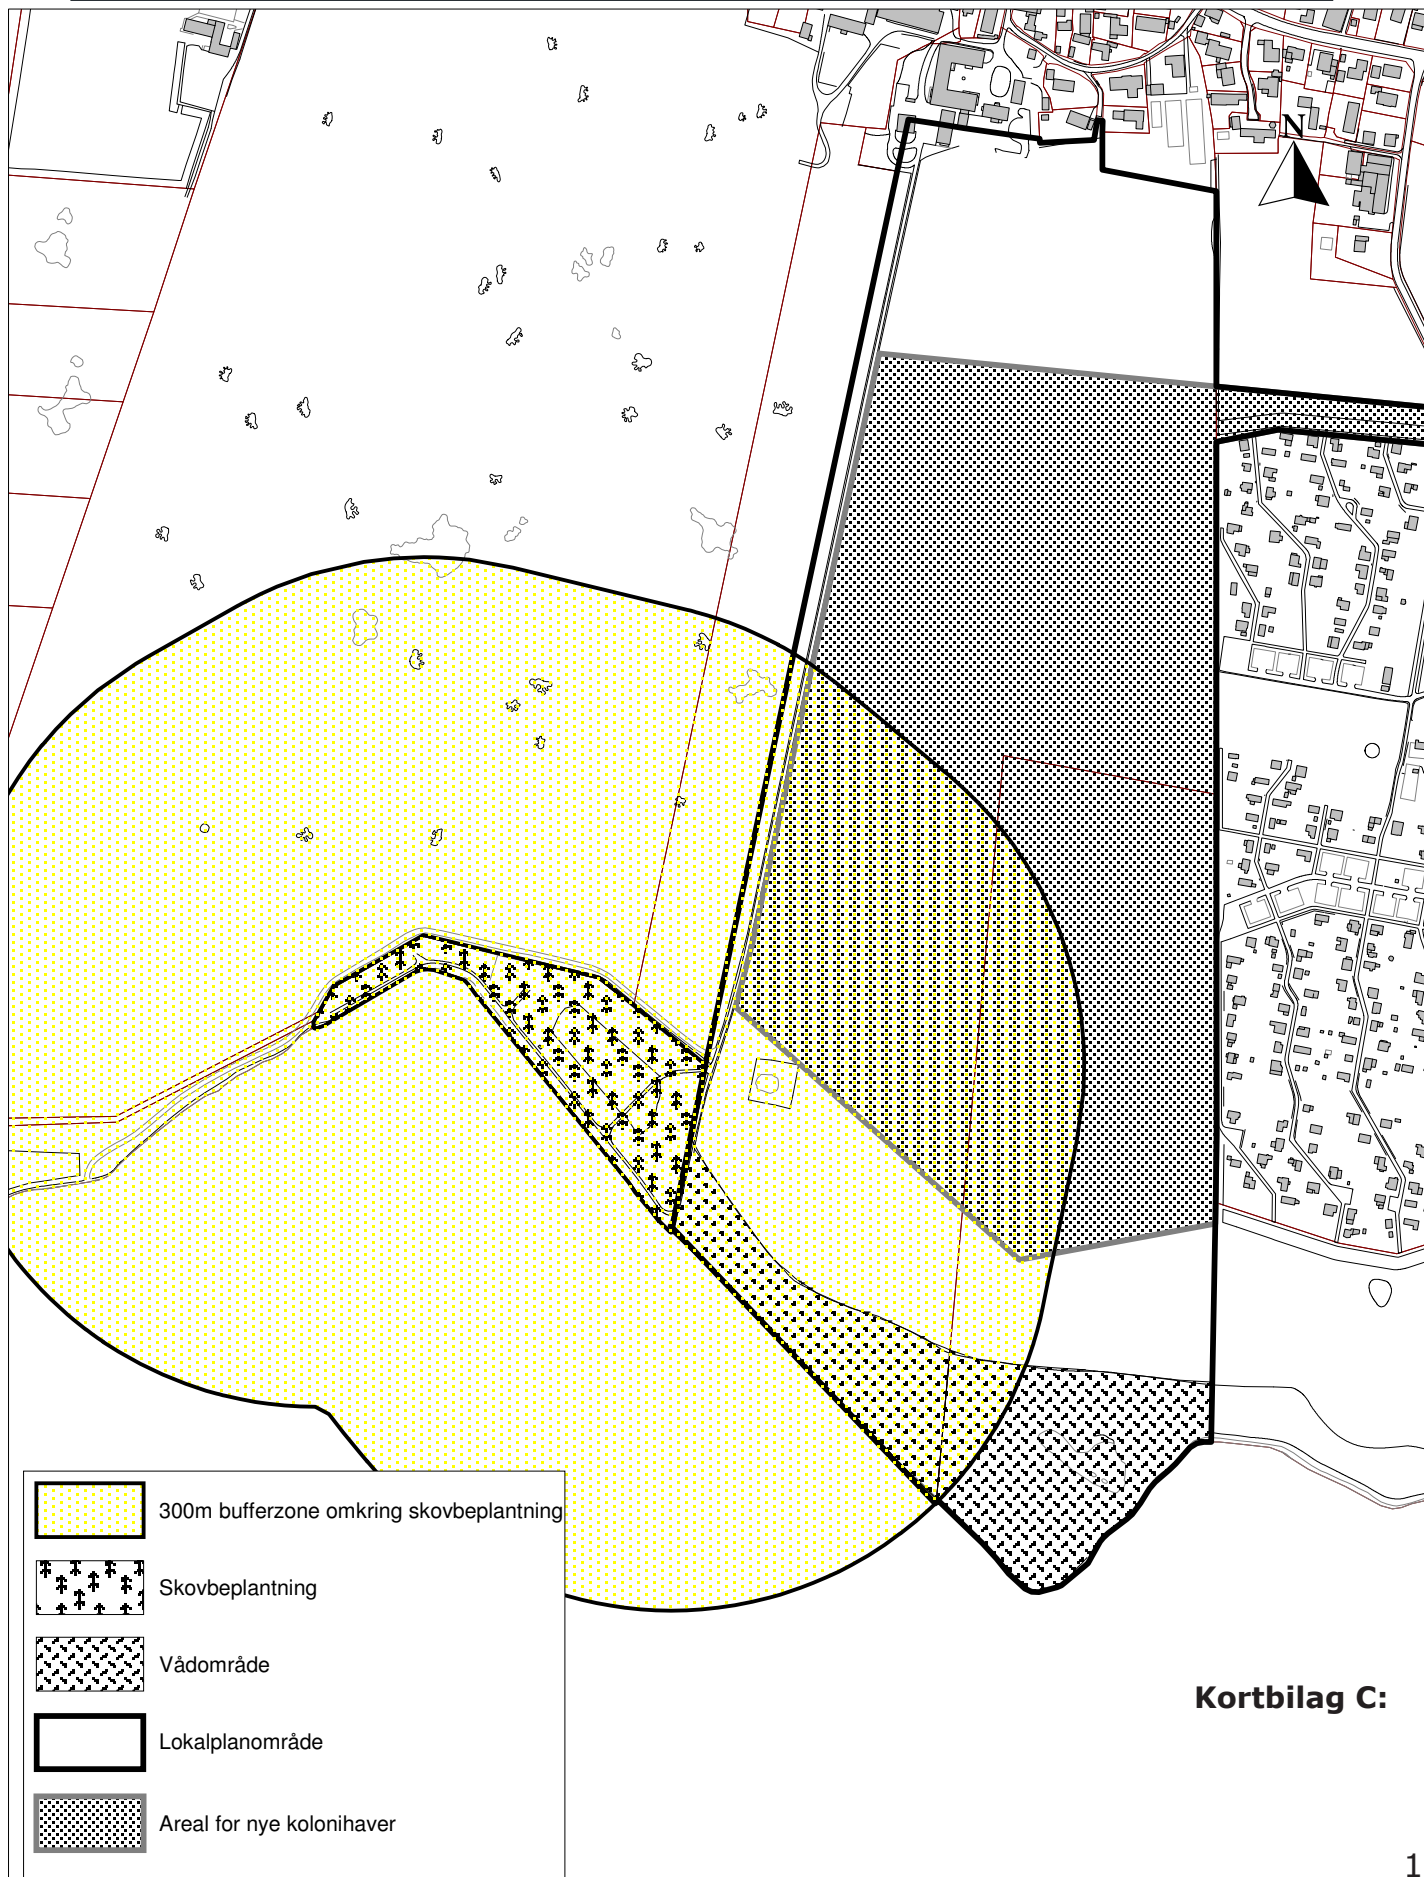 N
300m bufferzone omkring skovbeplantning
Skovbeplantning
Vådområde
Lokalplanområde
Areal for nye kolonihaver
Kortbilag C:
1